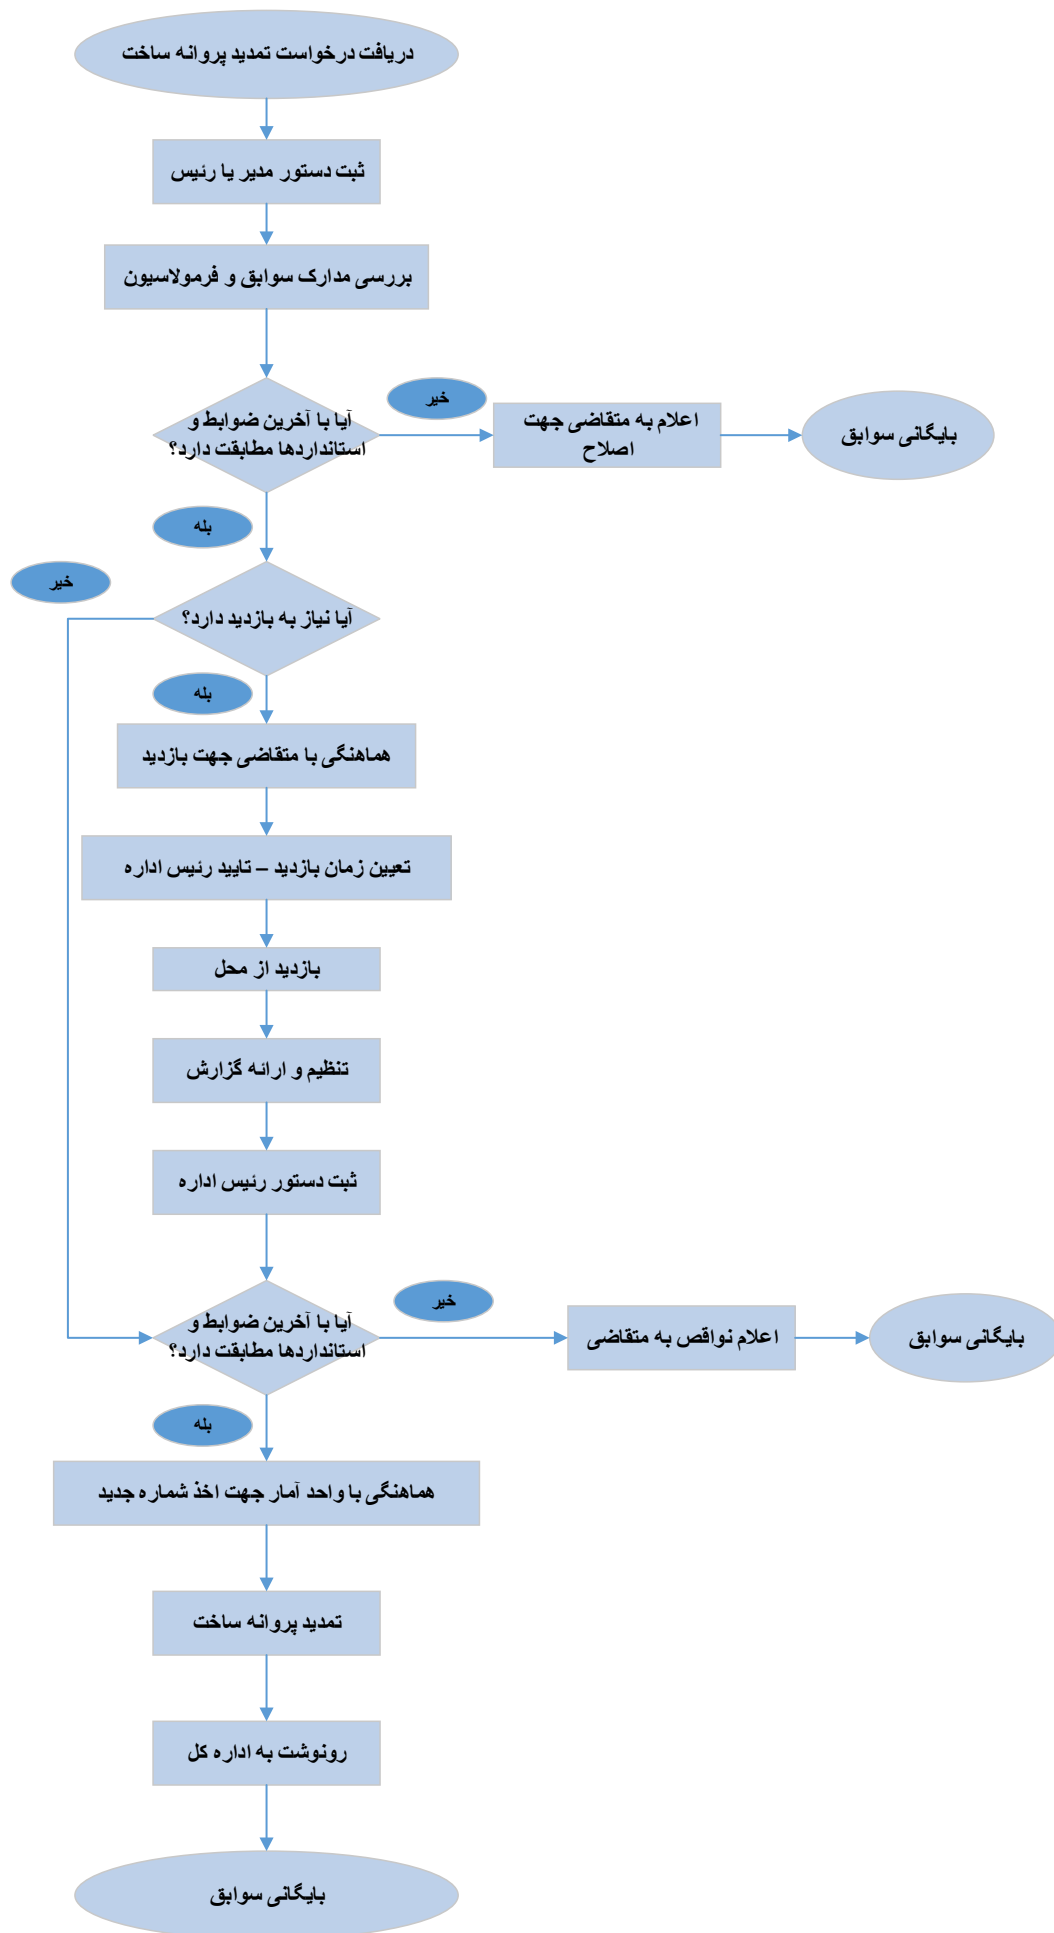 دریافت درخواست تمدید پروانه ساخت
ثبت دستور مدیر یا رئیس
بررسی مدارک سوابق و فرمولاسیون
آیا با آخرین ضوابط و
استانداردها مطابقت دارد؟
خیر
اعلام به متقاضی جهت
اصلاح
بایگانی سوابق
بله
خیر
آیا نیاز به بازدید دارد؟
بله
هماهنگی با متقاضی جهت بازدید
تعیین زمان بازدید – تایید رئیس اداره
بازدید از محل
تنظیم و ارائه گزارش
ثبت دستور رئیس اداره
آیا با آخرین ضوابط و
استانداردها مطابقت دارد؟
خیر
اعلام نواقص به متقاضی
بایگانی سوابق
بله
هماهنگی با واحد آمار جهت اخذ شماره جدید
تمدید پروانه ساخت
رونوشت به اداره کل
بایگانی سوابق